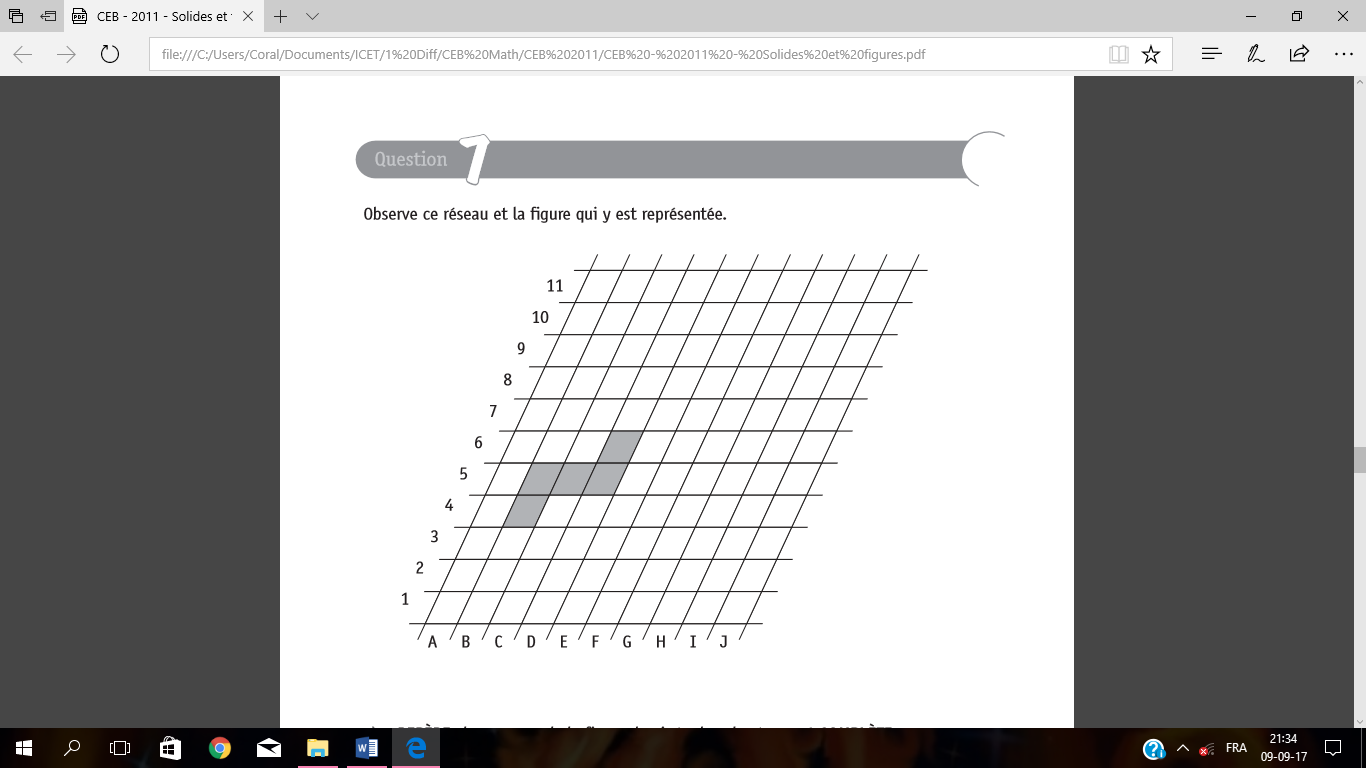 CEB - 2011 - Solides et
file:///C:/Users/Coral/Documents/ICET/1%20Diff/CEB%20Math/CEB%202011/CEB%20-%202011%20-%20Solides%20et%20figures.pdf
Question 1
Observe ce réseau et la figure qui y est représentée.
11
10
9
8
7
6
5
4
3
2
1
A B C D E F G H I J
FRA
21:34
09-09-17